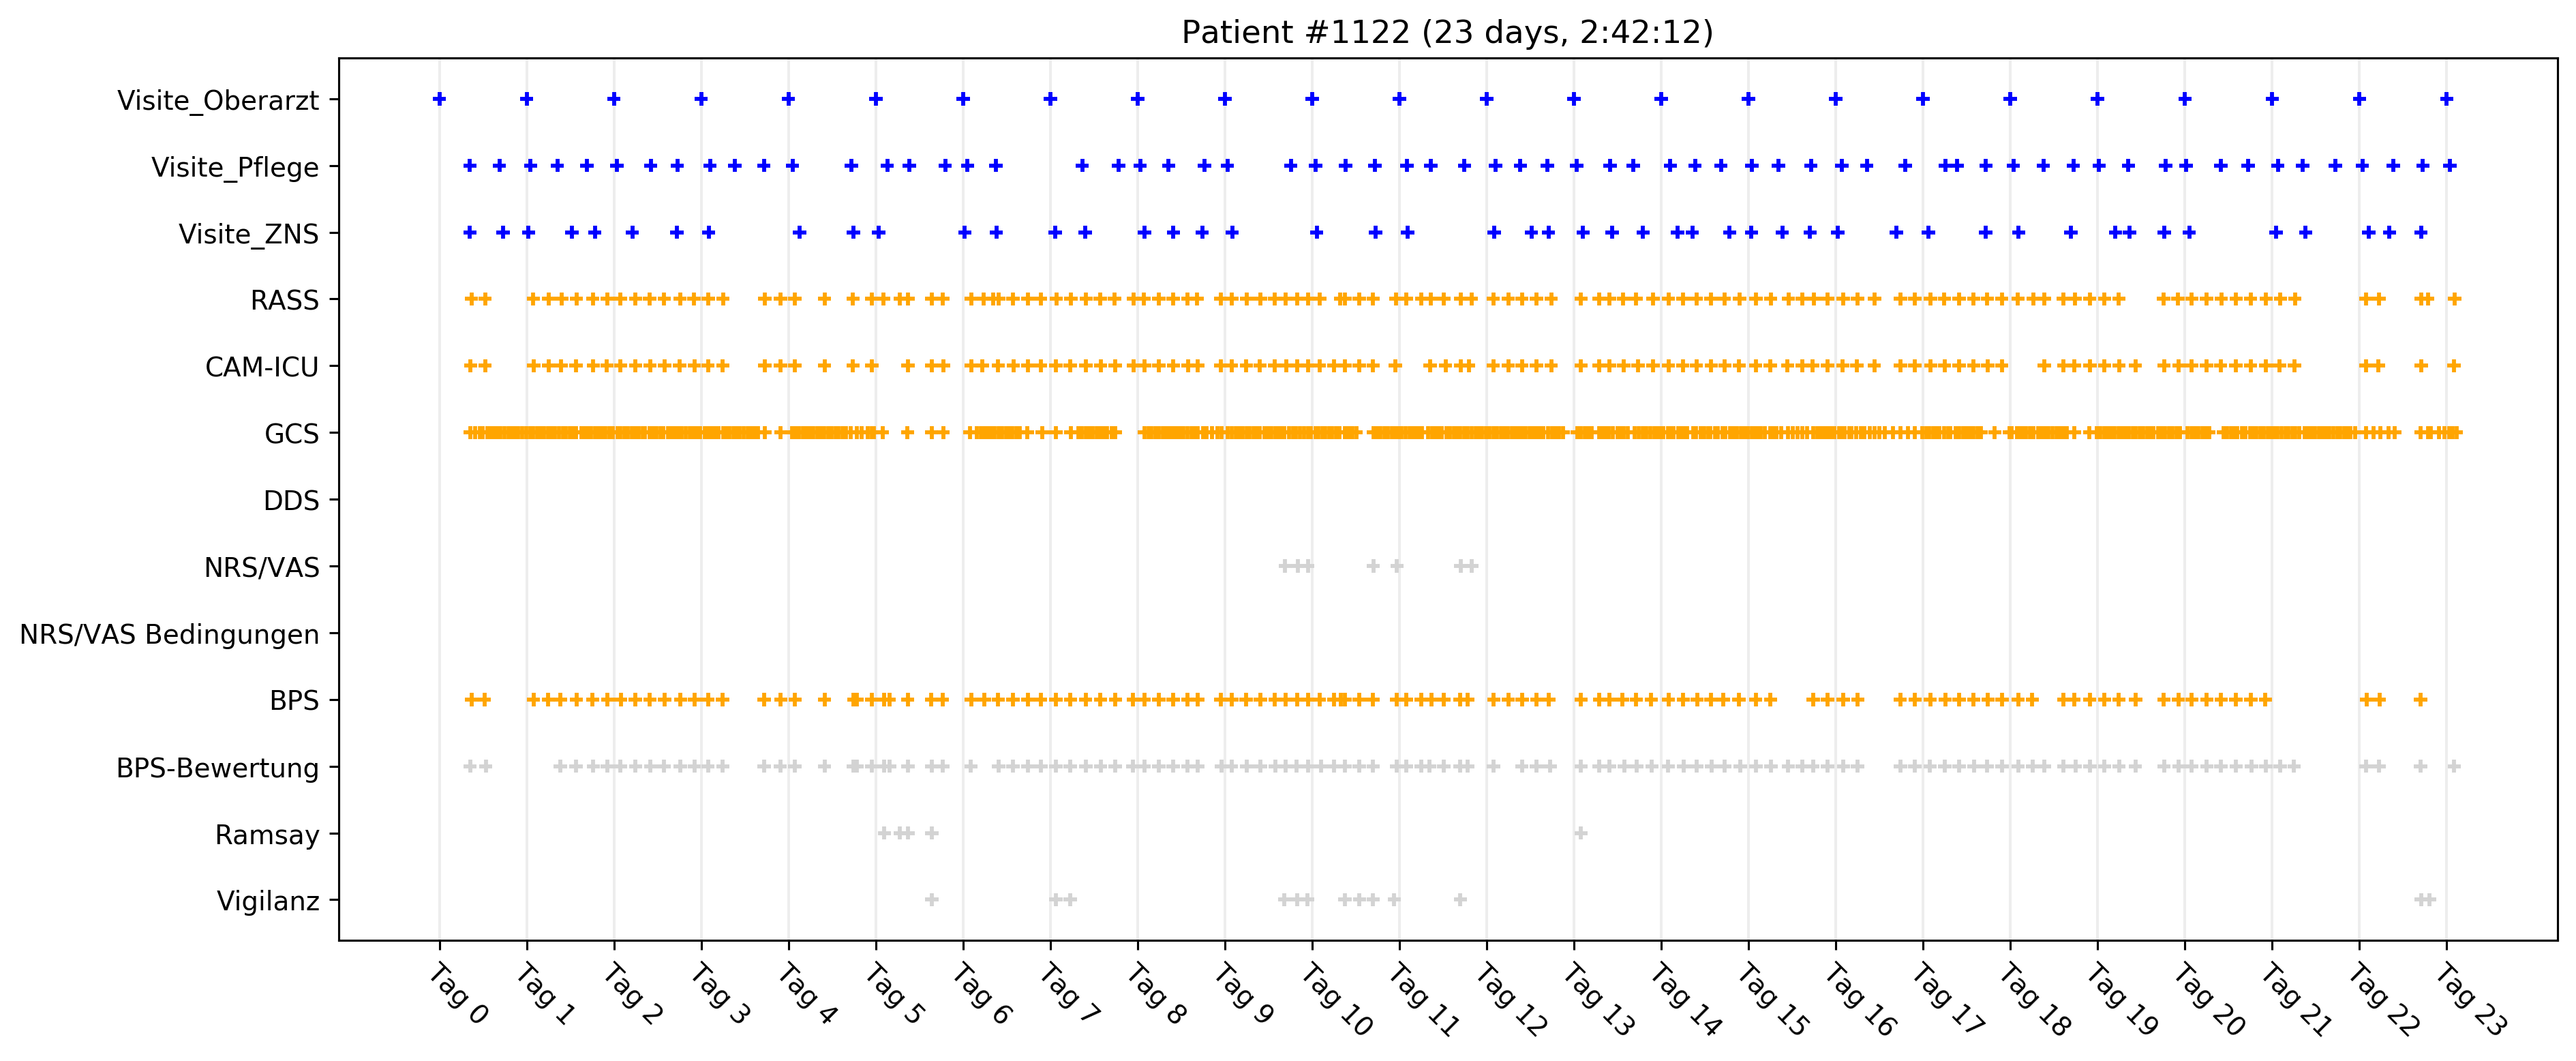 Patient #1122 (23 days, 2:42:12)
Visite_Oberarzt
Visite_Pflege
Visite_ZNS
RASS
CAM-ICU
GCS
DDS
NRS/VAS
NRS/VAS Bedingungen
BPS
BPS-Bewertung
Ramsay
Vigilanz
Tag 0
Tag 1
Tag 2
Tag 3
Tag 4
Tag 5
Tag 6
Tag 7
Tag 8
Tag 9
Tag 10
Tag 11
Tag 12
Tag 13
Tag 14
Tag 15
Tag 16
Tag 17
Tag 18
Tag 19
Tag 20
Tag 21
Tag 22
Tag 23